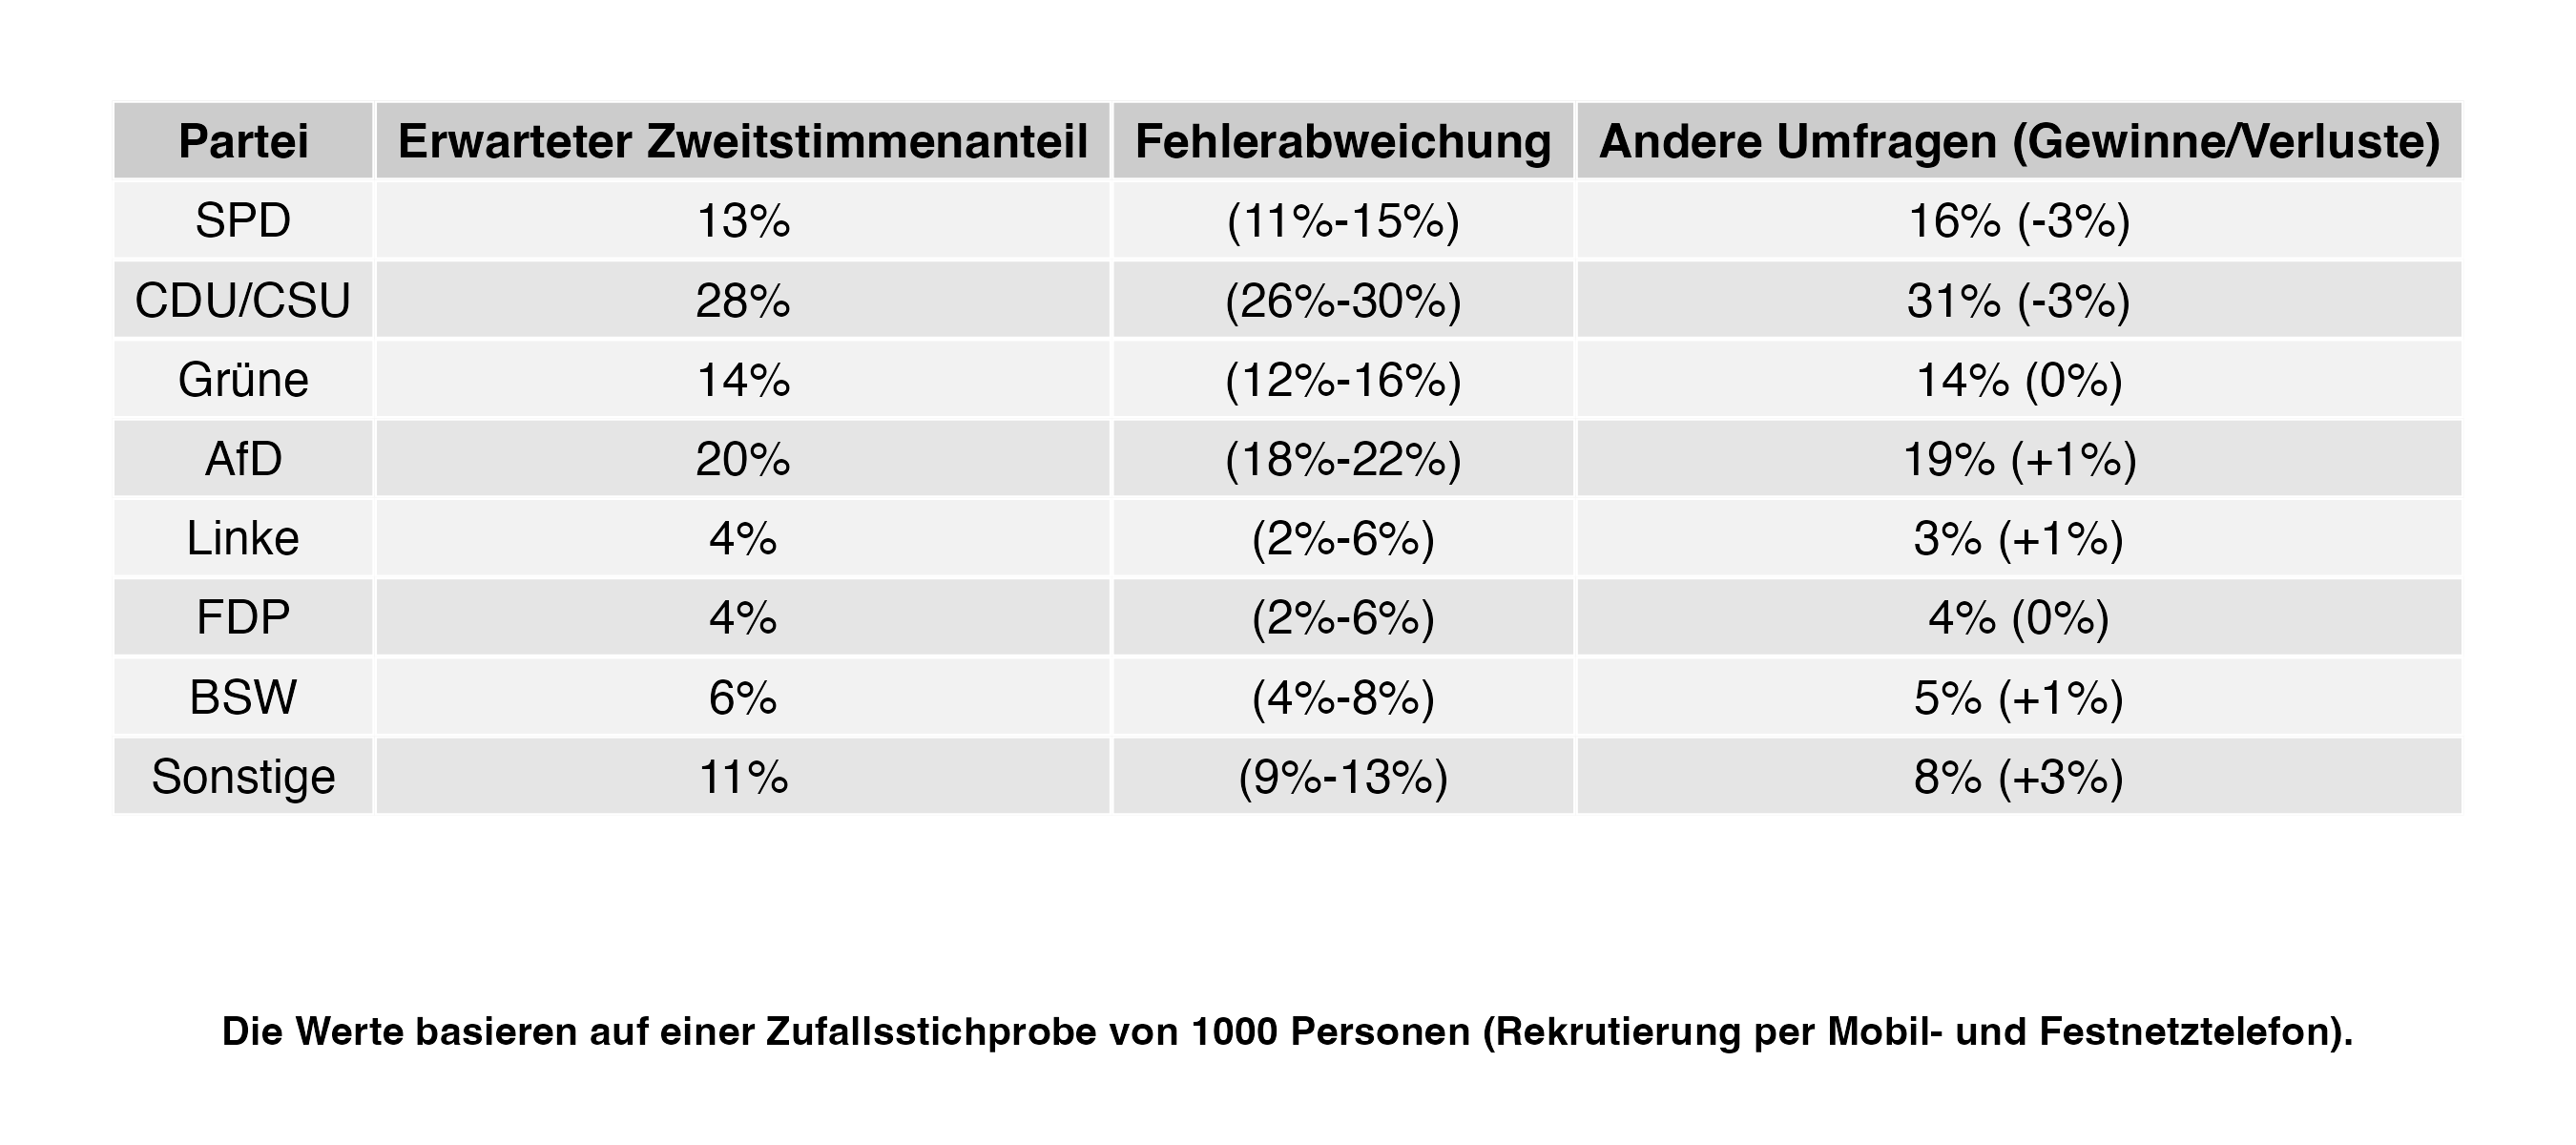 Partei Erwarteter Zweitstimmenanteil Fehlerabweichung Andere Umfragen (Gewinne/Verluste)
SPD 13% (11%-15%) 16% (-3%)
CDU/CSU 28% (26%-30%) 31% (-3%)
Grüne 14% (12%-16%) 14% (0%)
AfD 20% (18%-22%) 19% (+1%)
Linke 4% (2%-6%) 3% (+1%)
FDP 4% (2%-6%) 4% (0%)
BSW 6% (4%-8%) 5% (+1%)
Sonstige 11% (9%-13%) 8% (+3%)
Die Werte basieren auf einer Zufallsstichprobe von 1000 Personen (Rekrutierung per Mobil- und Festnetztelefon).